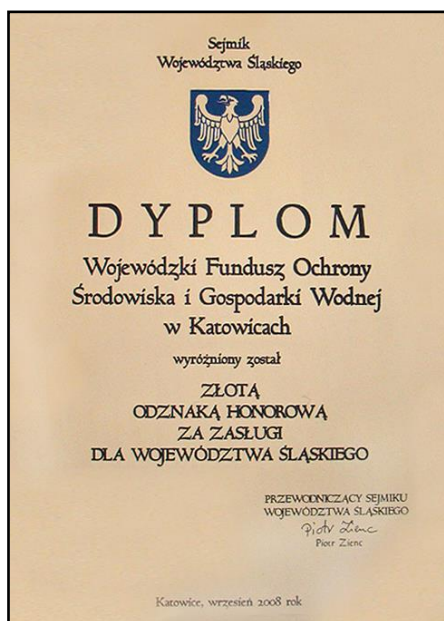 Sejmik
Województwa Śląskiego
DYPLOM
Wojewódzki Fundusz Ochrony
Środowiska i Gospodarki Wodnej
w Katowicach
wyróżniony został
ZŁOTĄ
ODZNAKĄ HONOROWĄ
ZA ZASŁUGI
DLA WOJEWÓDZTWA ŚLĄSKIEGO
PRZEWODNICZĄCY SEJMIKU
WOJEWÓDZTWA ŚLĄSKIEGO
Piotr Zienc
Piotr Zienc
Katowice, wrzesień 2008 rok